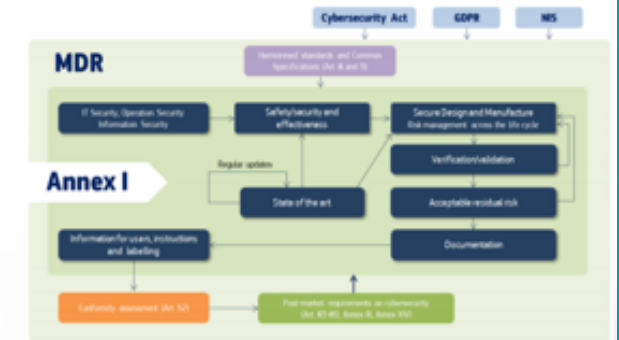 Cybersecurity Act
GDPR
NIS
MDR
Harmonised standards and Common
Specifications (Art. 8 and 9)
IT Security, Operation Security
Information Security
Safety/security and
effectiveness
Secure Design and Manufacture
Risk management across the life cycle
Verification/validation
Regular updates
Annex I
State of the art
Acceptable residual risk
Information for users, instructions
and labelling
Documentation
Conformity assessment (Art. 52)
Post-market requirements on cybersecurity